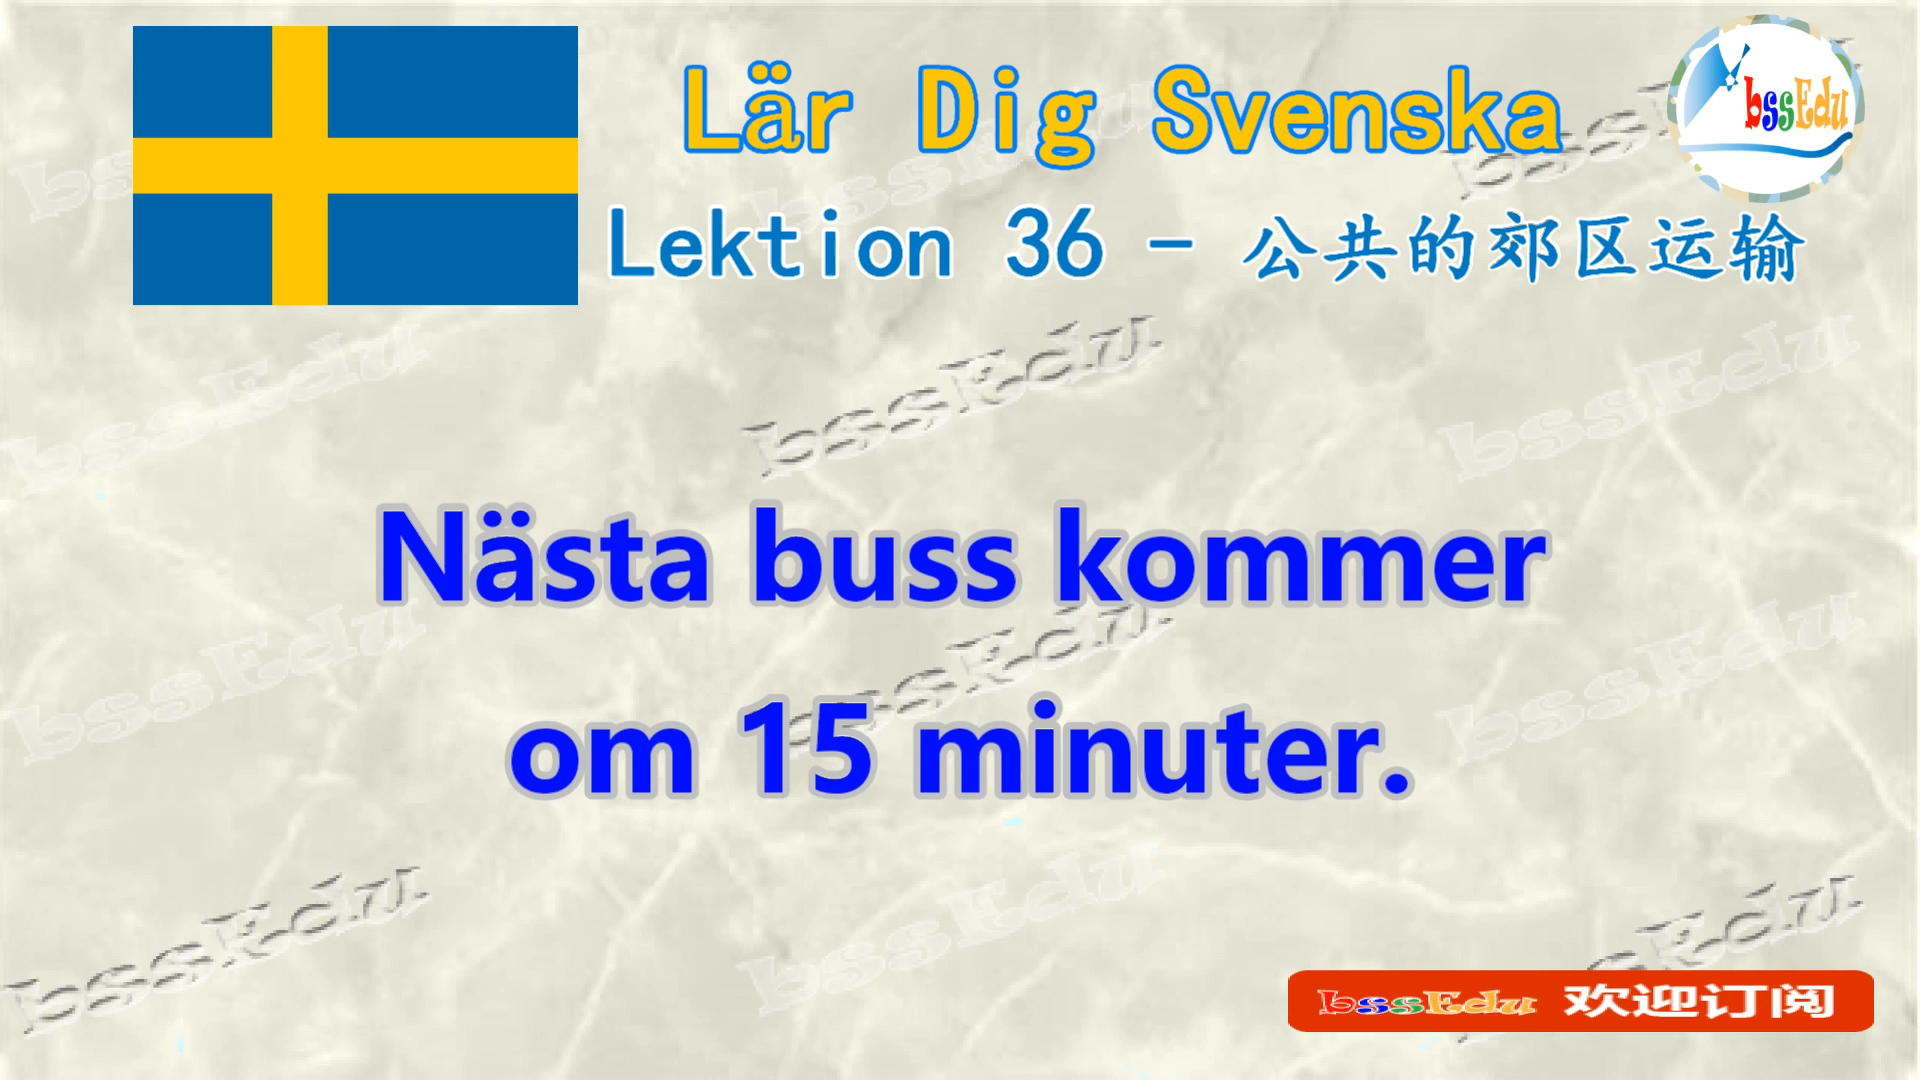 Lär Dig Svenska
bssEdu
Lektion 36 - 公共的郊区运输
Nästa buss kommer
om 15 minuter.
bssEdu 欢迎订阅